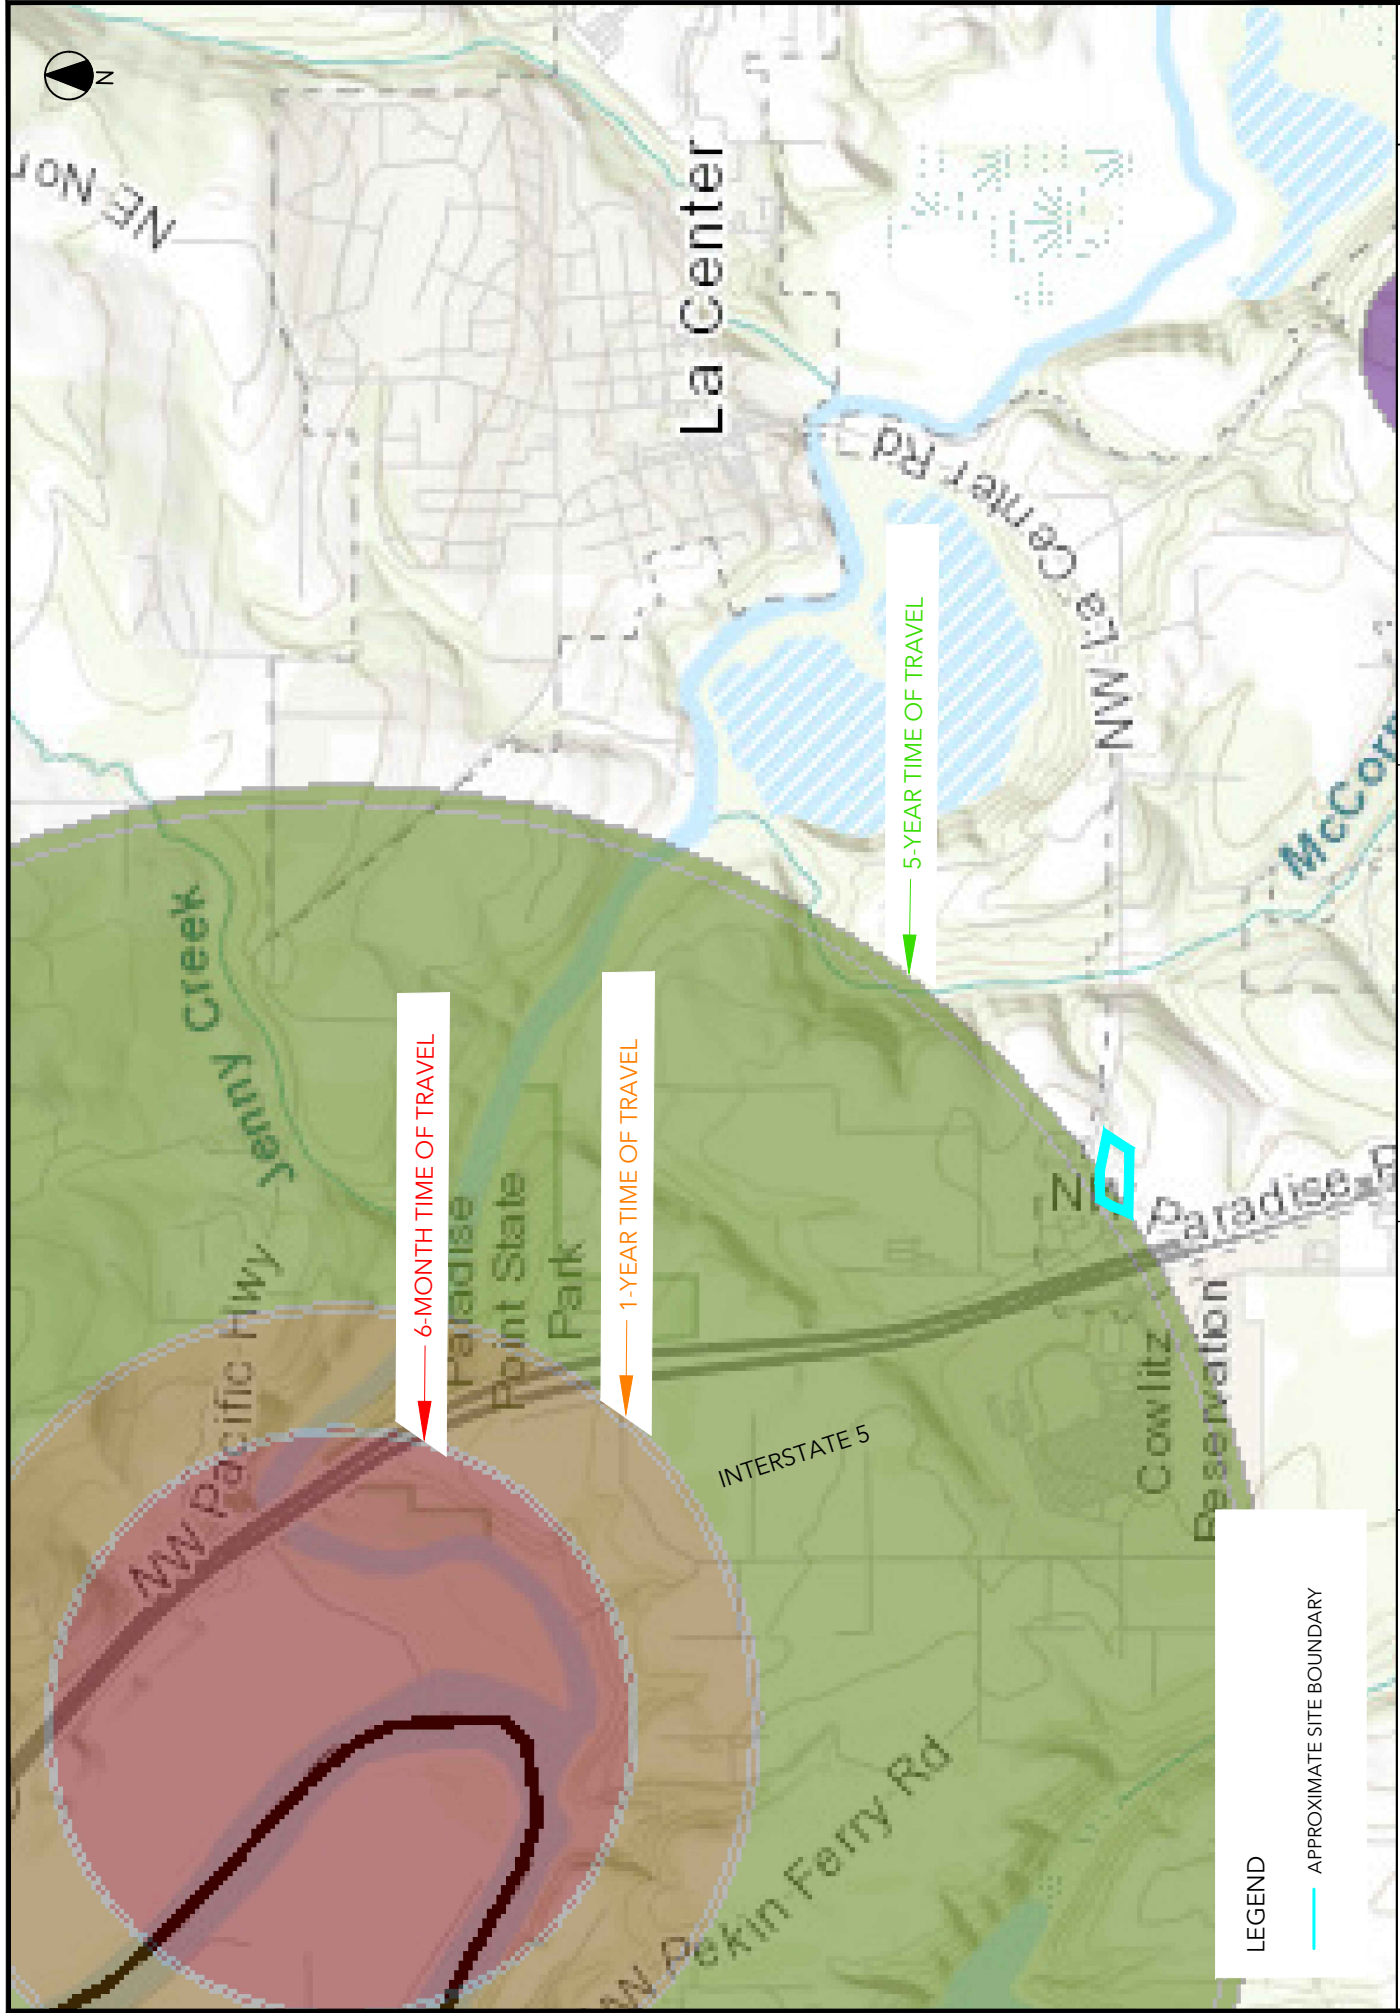 N
NE Nor
La Center
NW La Center Rd
Jenny Creek
McCorm
NW Pacific Hwy
Paradise
Point State
Park
6-MONTH TIME OF TRAVEL
1-YEAR TIME OF TRAVEL
5-YEAR TIME OF TRAVEL
INTERSTATE 5
Paradise P
Cowlitz
Reservation
NW Pekin Ferry Rd
LEGEND
APPROXIMATE SITE BOUNDARY